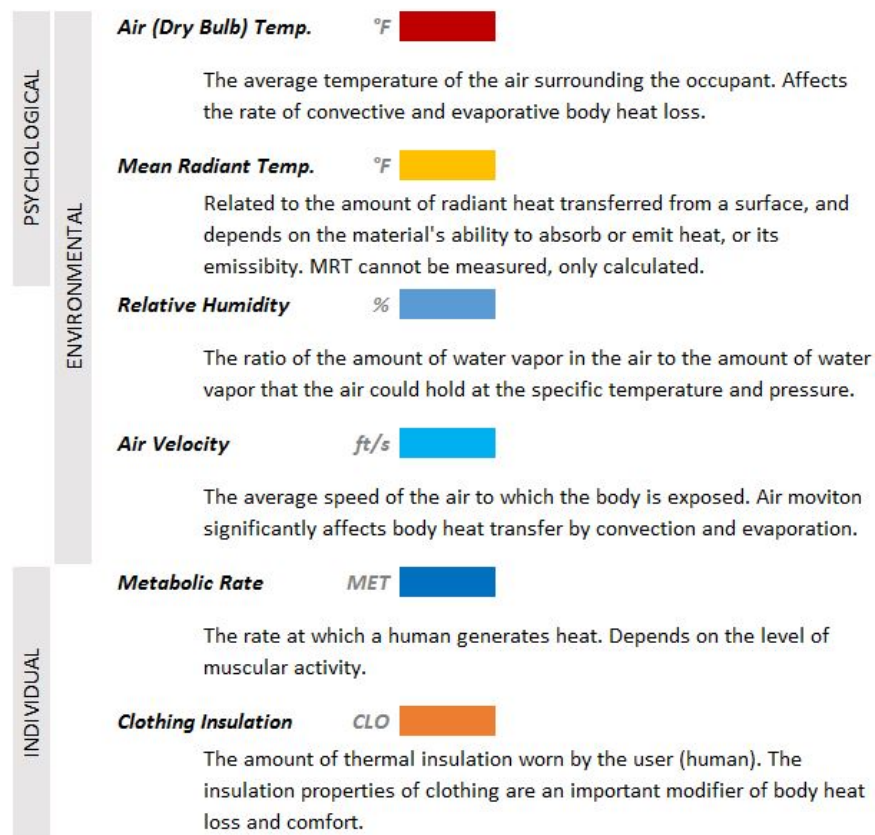 PSYCHOLOGICAL
ENVIRONMENTAL
INDIVIDUAL
Air (Dry Bulb) Temp. °F
The average temperature of the air surrounding the occupant. Affects
the rate of convective and evaporative body heat loss.
Mean Radiant Temp. °F
Related to the amount of radiant heat transferred from a surface, and
depends on the material's ability to absorb or emit heat, or its
emissibity. MRT cannot be measured, only calculated.
Relative Humidity %
The ratio of the amount of water vapor in the air to the amount of water
vapor that the air could hold at the specific temperature and pressure.
Air Velocity ft/s
The average speed of the air to which the body is exposed. Air moviton
significantly affects body heat transfer by convection and evaporation.
Metabolic Rate MET
The rate at which a human generates heat. Depends on the level of
muscular activity.
Clothing Insulation CLO
The amount of thermal insulation worn by the user (human). The
insulation properties of clothing are an important modifier of body heat
loss and comfort.